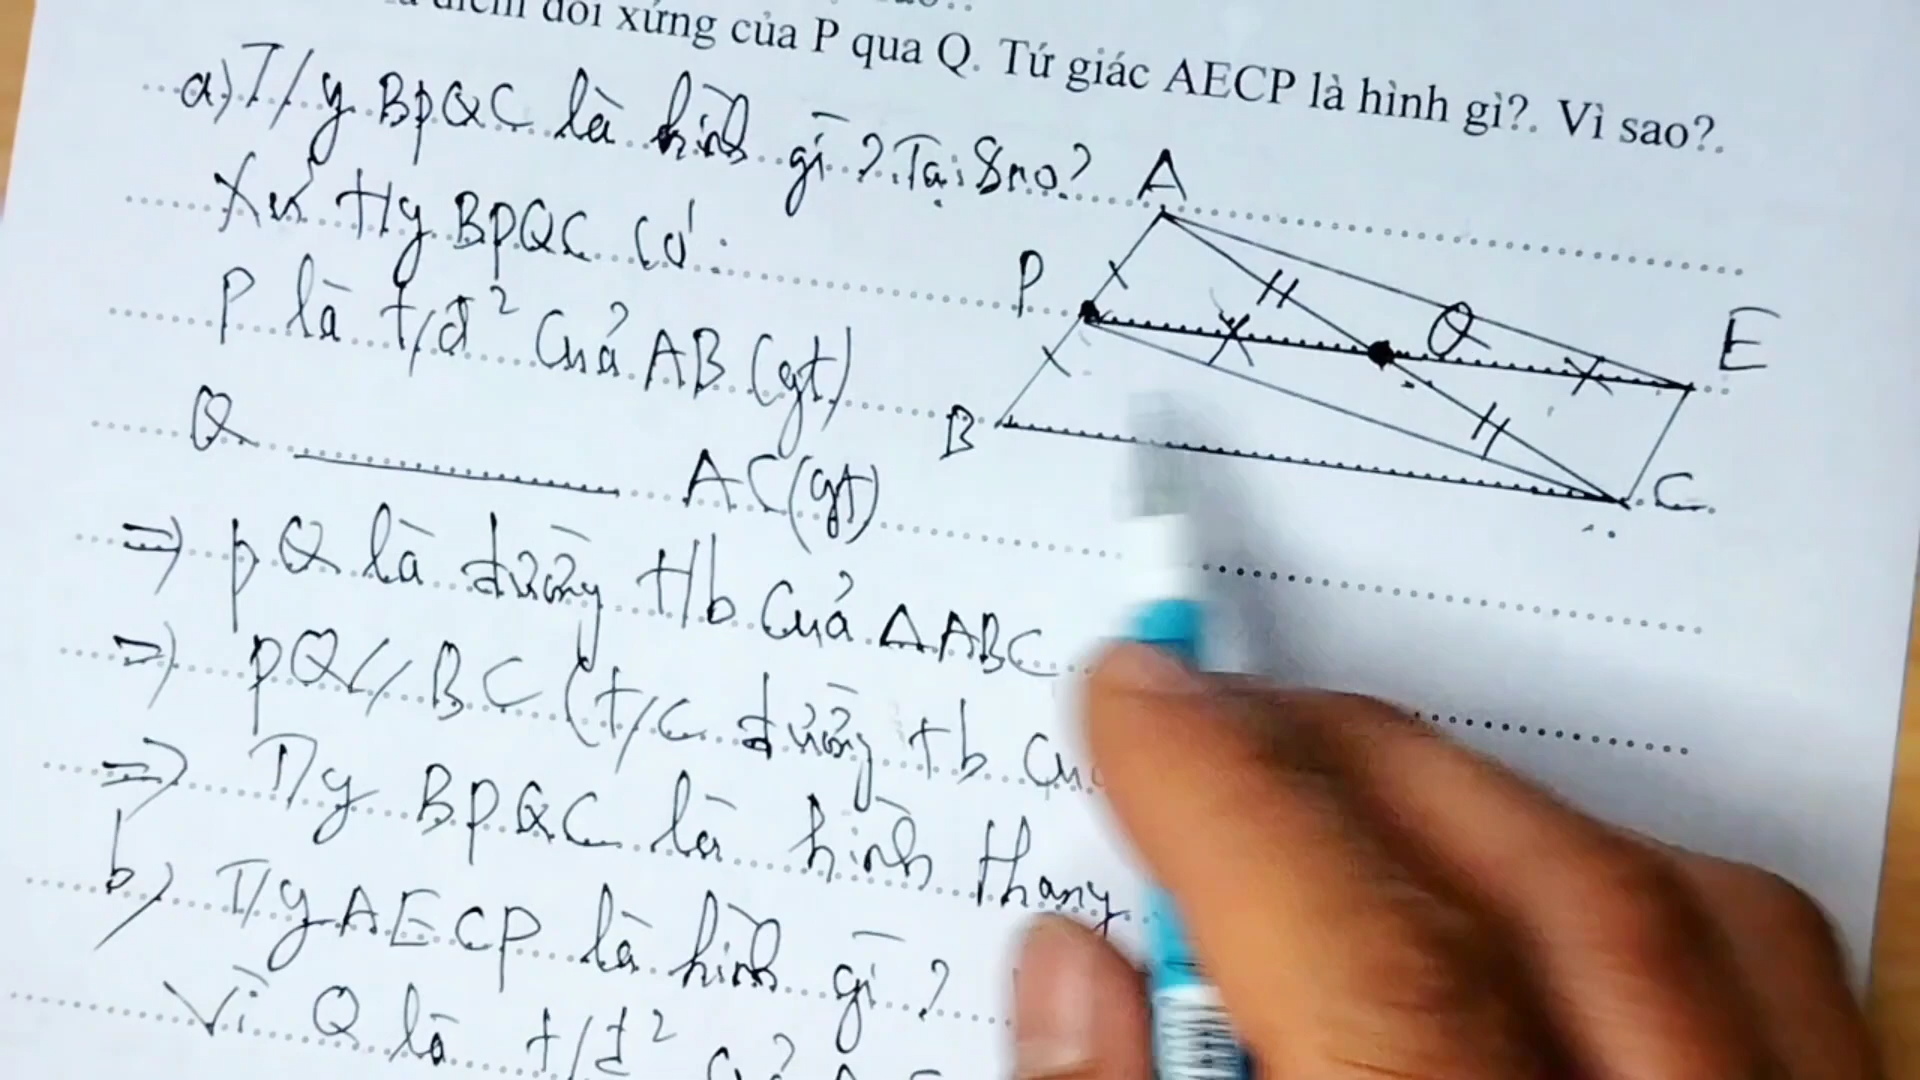 điểm đối xứng của P qua Q. Tứ giác AECP là hình gì?. Vì sao?.
a) T/y BPQC là hình gì? Tại sao?
Xét t/y BPQC có:
P là t/đ² của AB (gt)
Q AC (gt)
=> PQ là đường t/b của ΔABC
=> PQ // BC (t/c đường tb
=> T/y BPQC là hình thang
b) T/y AECP là hình gì?
Vì Q là t/đ²
A
P
Q
E
B
C